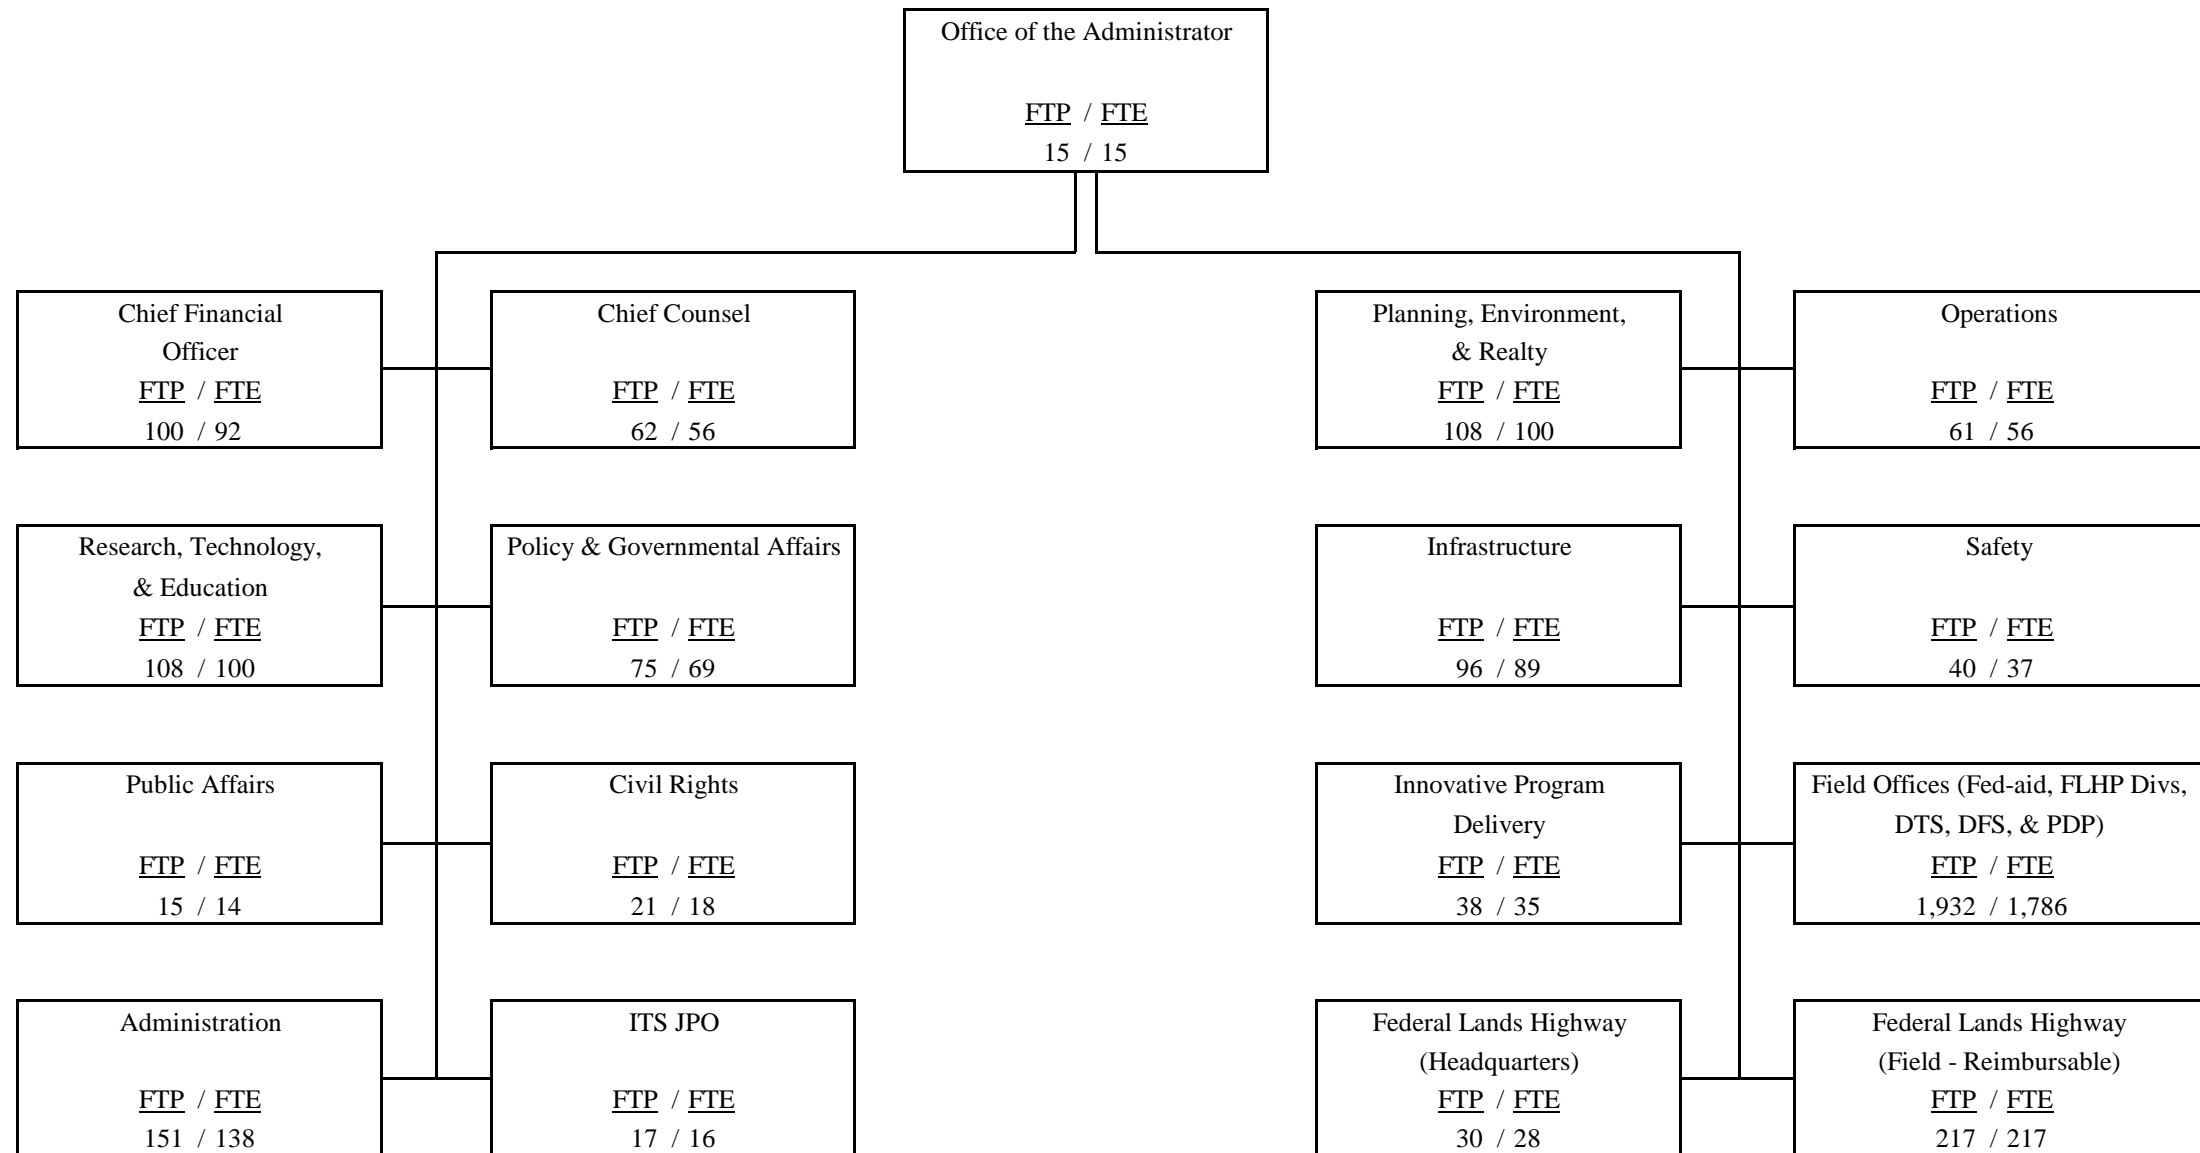 Office of the Administrator
FTP / FTE
15 / 15
Chief Financial
Officer
FTP / FTE
100 / 92
Chief Counsel
FTP / FTE
62 / 56
Planning, Environment,
& Realty
FTP / FTE
108 / 100
Operations
FTP / FTE
61 / 56
Research, Technology,
& Education
FTP / FTE
108 / 100
Policy & Governmental Affairs
FTP / FTE
75 / 69
Infrastructure
FTP / FTE
96 / 89
Safety
FTP / FTE
40 / 37
Public Affairs
FTP / FTE
15 / 14
Civil Rights
FTP / FTE
21 / 18
Innovative Program
Delivery
FTP / FTE
38 / 35
Field Offices (Fed-aid, FLHP Divs,
DTS, DFS, & PDP)
FTP / FTE
1,932 / 1,786
Administration
FTP / FTE
151 / 138
ITS JPO
FTP / FTE
17 / 16
Federal Lands Highway
(Headquarters)
FTP / FTE
30 / 28
Federal Lands Highway
(Field - Reimbursable)
FTP / FTE
217 / 217